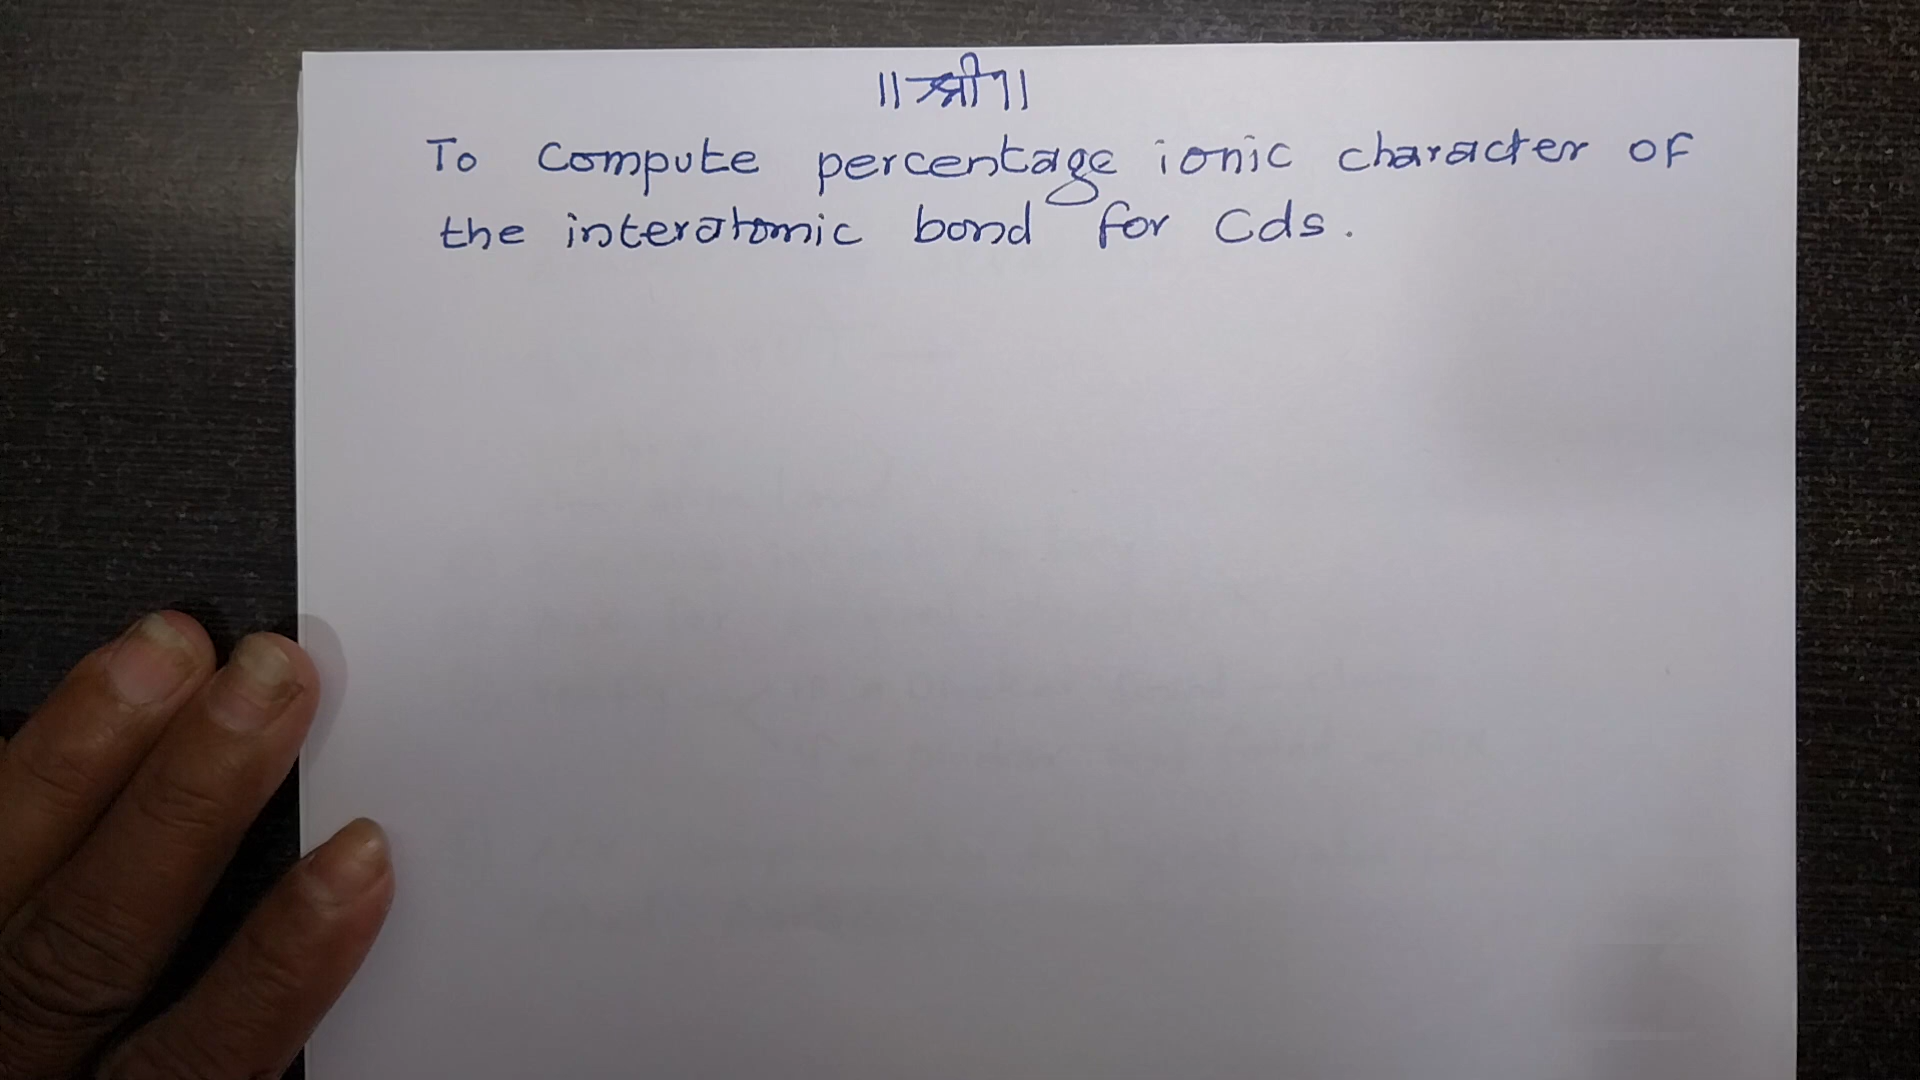 ||श्री||
To Compute percentage ionic character of
the interatomic bond for Cds.